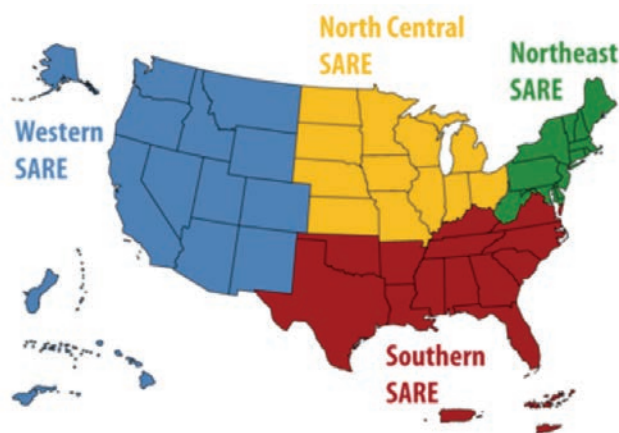 North Central
SARE
Northeast
SARE
Western
SARE
Southern
SARE